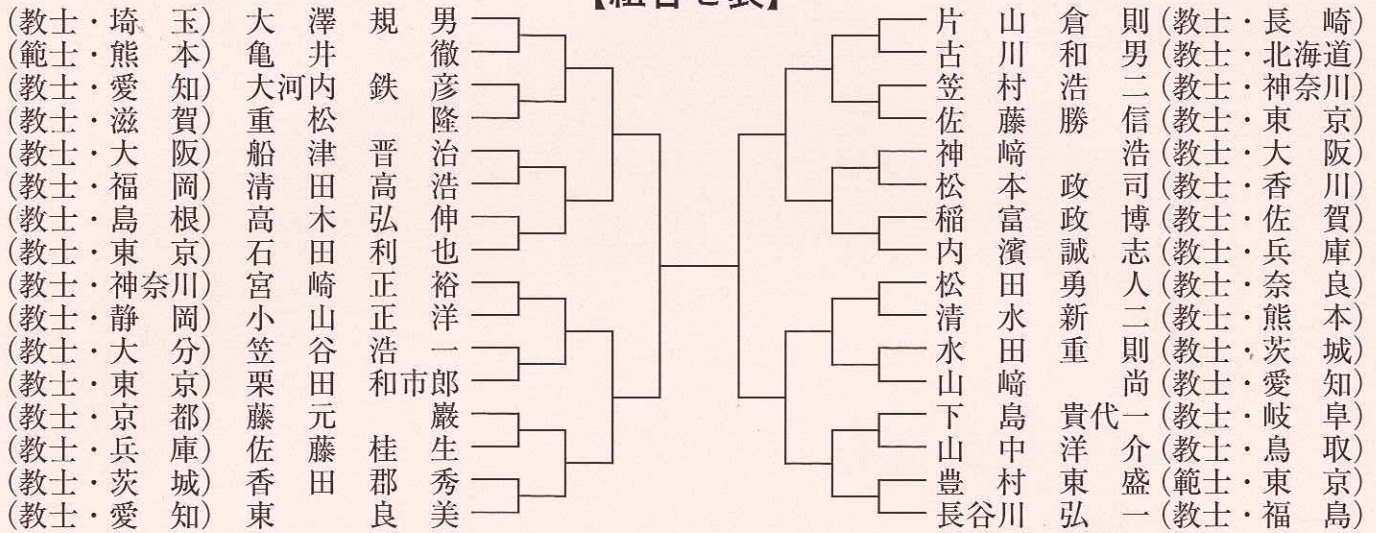 【組合せ表】
(教士・埼玉) 大澤規男
(範士・熊本) 亀井徹
(教士・愛知) 大河内鉄彦
(教士・滋賀) 重松隆
(教士・大阪) 船津晋治
(教士・福岡) 清田高浩
(教士・島根) 高木弘伸
(教士・東京) 石田利也
(教士・神奈川) 宮崎正裕
(教士・静岡) 小山正洋
(教士・大分) 笠谷浩一
(教士・東京) 栗田和市郎
(教士・京都) 藤元巖
(教士・兵庫) 佐藤桂生
(教士・茨城) 香田郡秀
(教士・愛知) 東良美
片山倉則 (教士・長崎)
古川和男 (教士・北海道)
笠村浩二 (教士・神奈川)
佐藤勝信 (教士・東京)
神﨑浩 (教士・大阪)
松本政司 (教士・香川)
稲富政博 (教士・佐賀)
内濱誠志 (教士・兵庫)
松田勇人 (教士・奈良)
清水新二 (教士・熊本)
水田重則 (教士・茨城)
山﨑尚 (教士・愛知)
下島貴代一 (教士・岐阜)
山中洋介 (教士・鳥取)
豊村東盛 (範士・東京)
長谷川弘一 (教士・福島)